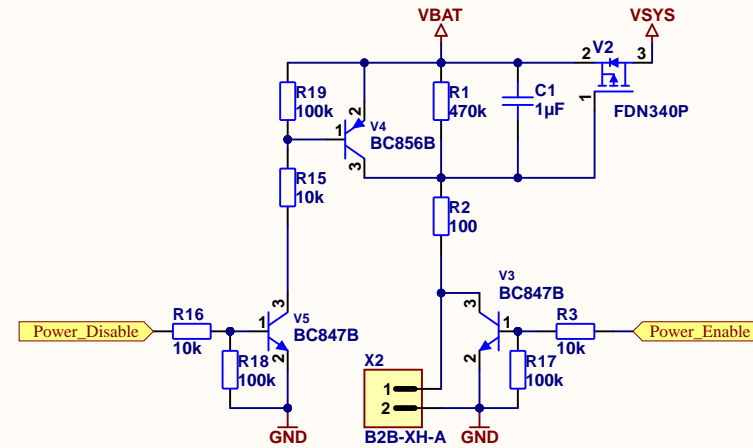 VBAT
VSYS
2
V2
3
1
FDN340P
R19
100k
R1
470k
C1
1µF
2
1
V4
BC856B
3
R15
10k
R2
100
V3
BC847B
3
1
2
R3
10k
Power_Enable
R17
100k
Power_Disable
R16
10k
3
1
V5
BC847B
2
R18
100k
X2
1
2
B2B-XH-A
GND
GND